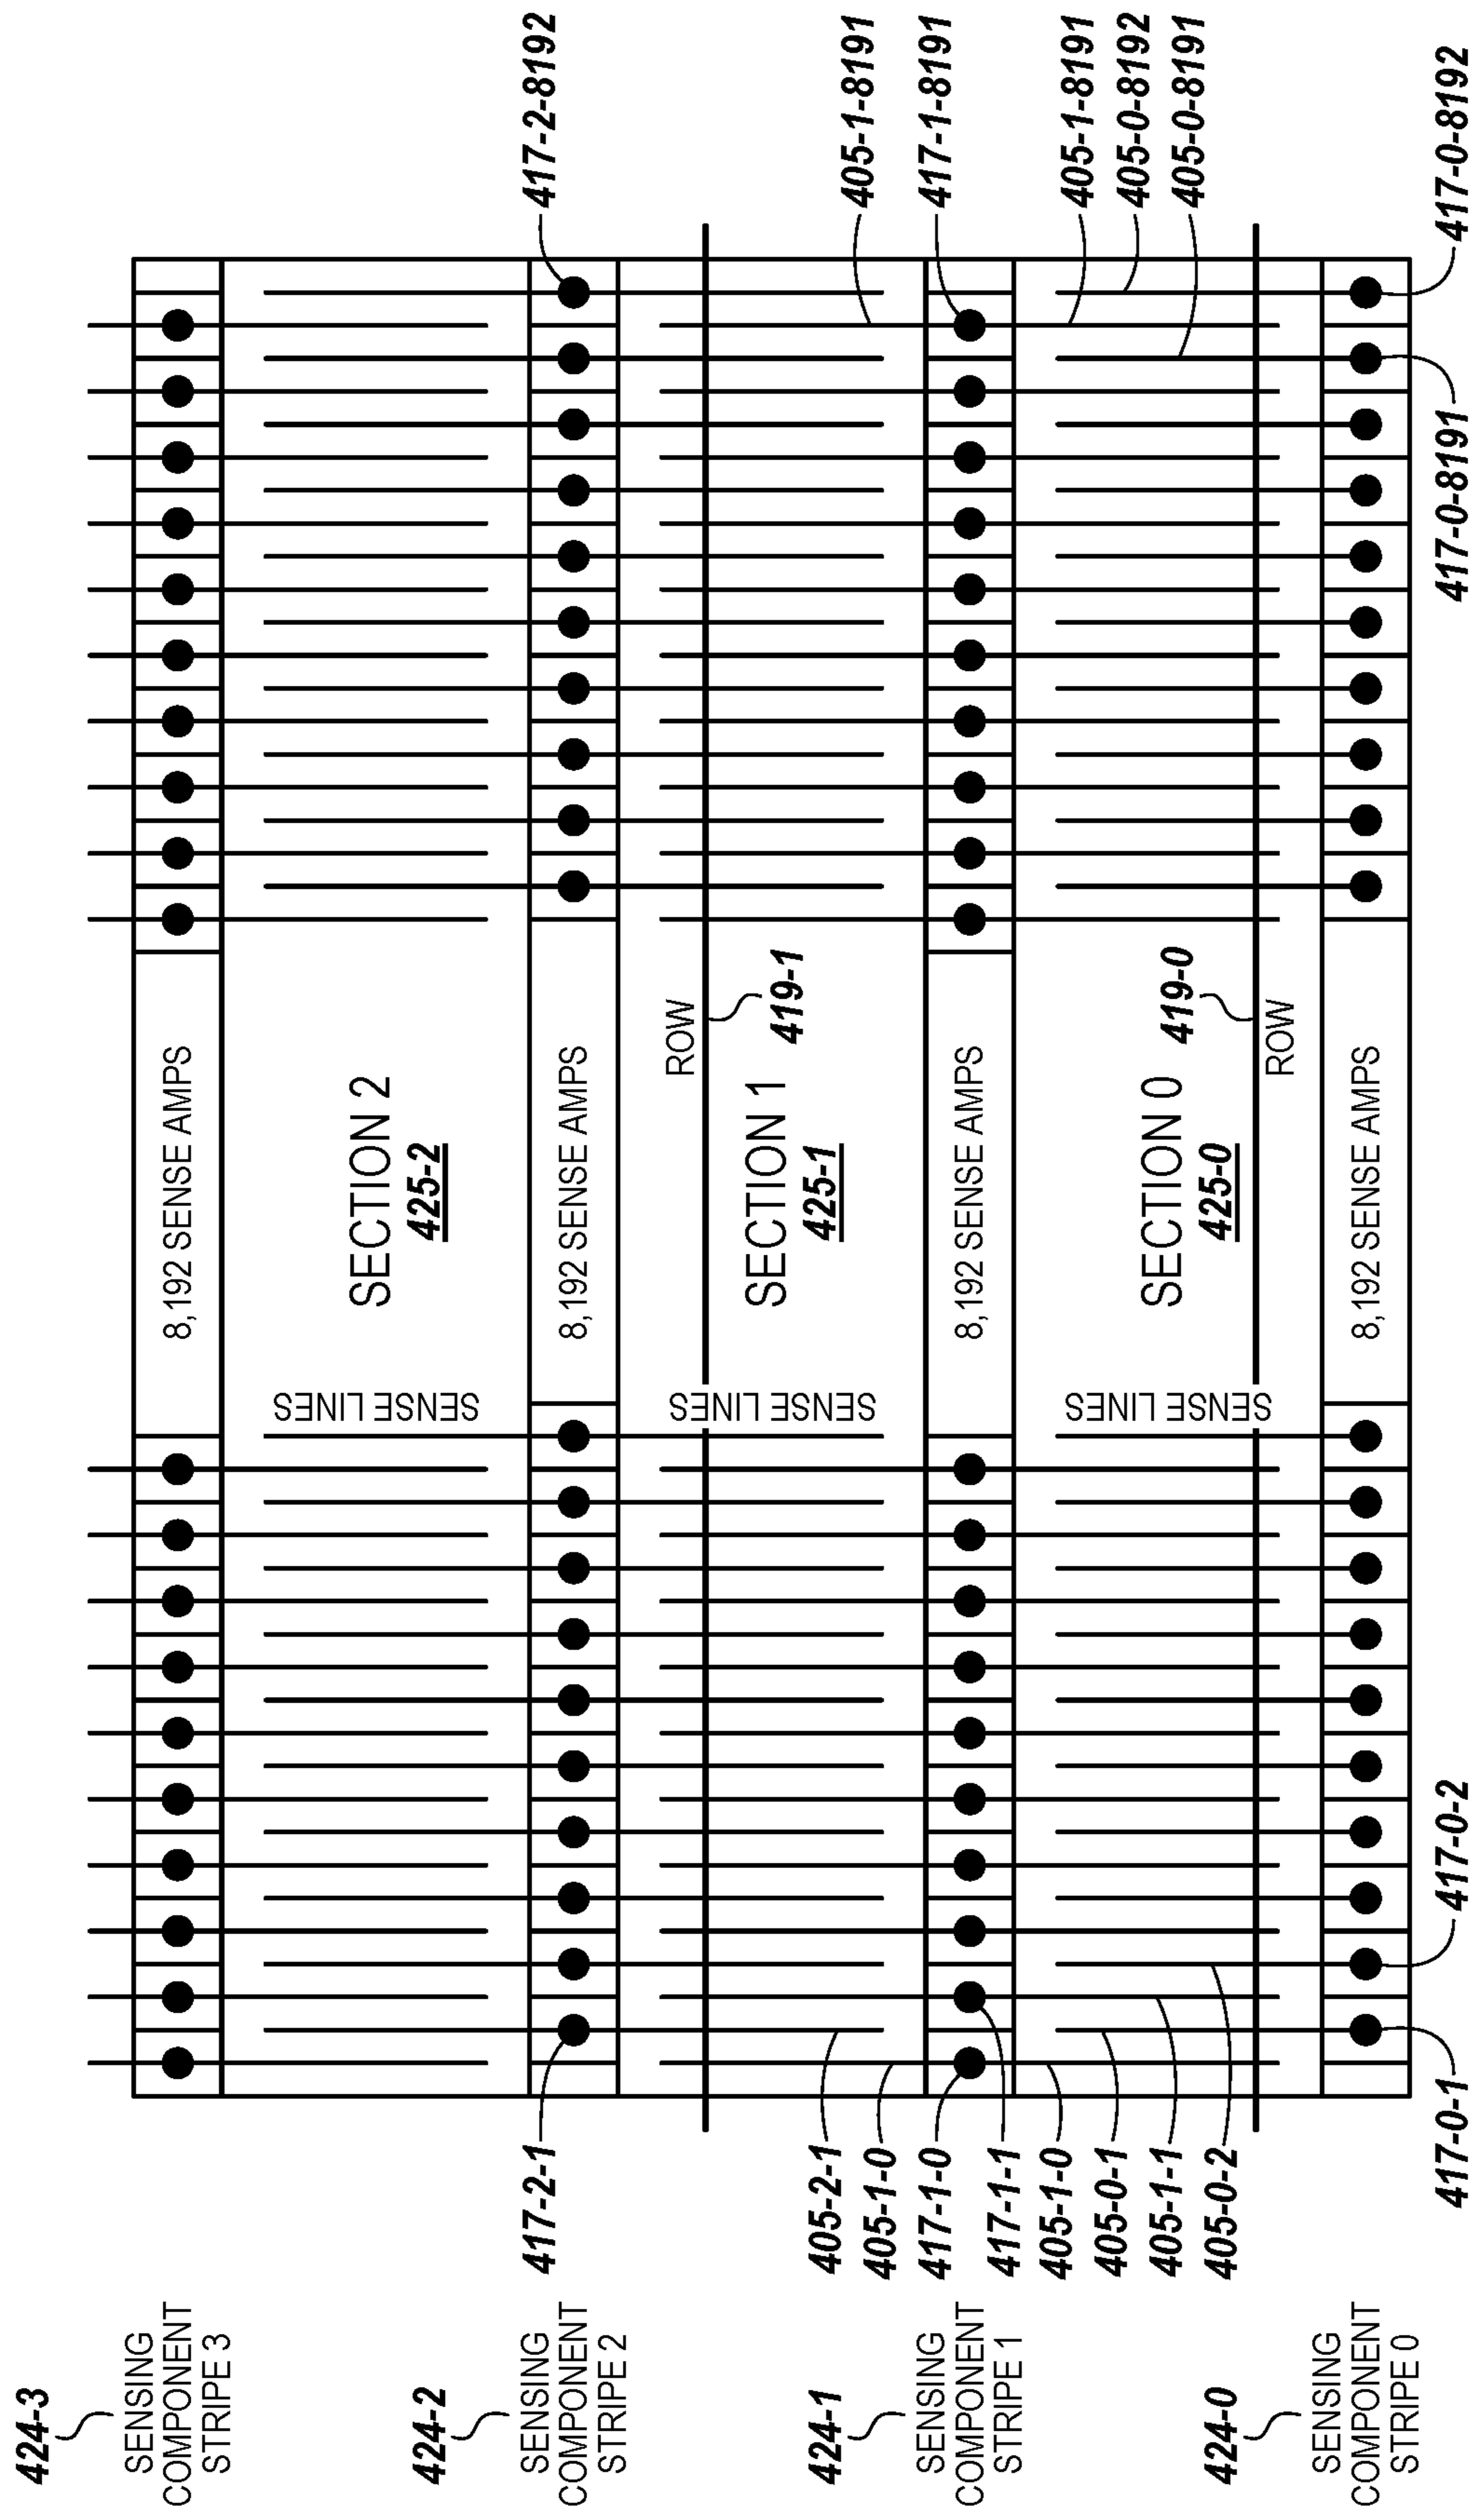 424-3
SENSING
COMPONENT
STRIPE 3
8,192 SENSE AMPS
SENSE LINES
SECTION 2
425-2
424-2
SENSING
COMPONENT
STRIPE 2
417-2-1
8,192 SENSE AMPS
417-2-8192
ROW
419-1
SENSE LINES
SECTION 1
425-1
405-2-1
405-1-0
405-1-8191
424-1
SENSING
COMPONENT
STRIPE 1
417-1-0
417-1-1
8,192 SENSE AMPS
417-1-8191
405-1-0
405-0-1
405-1-1
405-0-2
SENSE LINES
SECTION 0
425-0
419-0
ROW
405-1-8191
405-0-8192
405-0-8191
424-0
SENSING
COMPONENT
STRIPE 0
8,192 SENSE AMPS
417-0-1
417-0-2
417-0-8191
417-0-8192